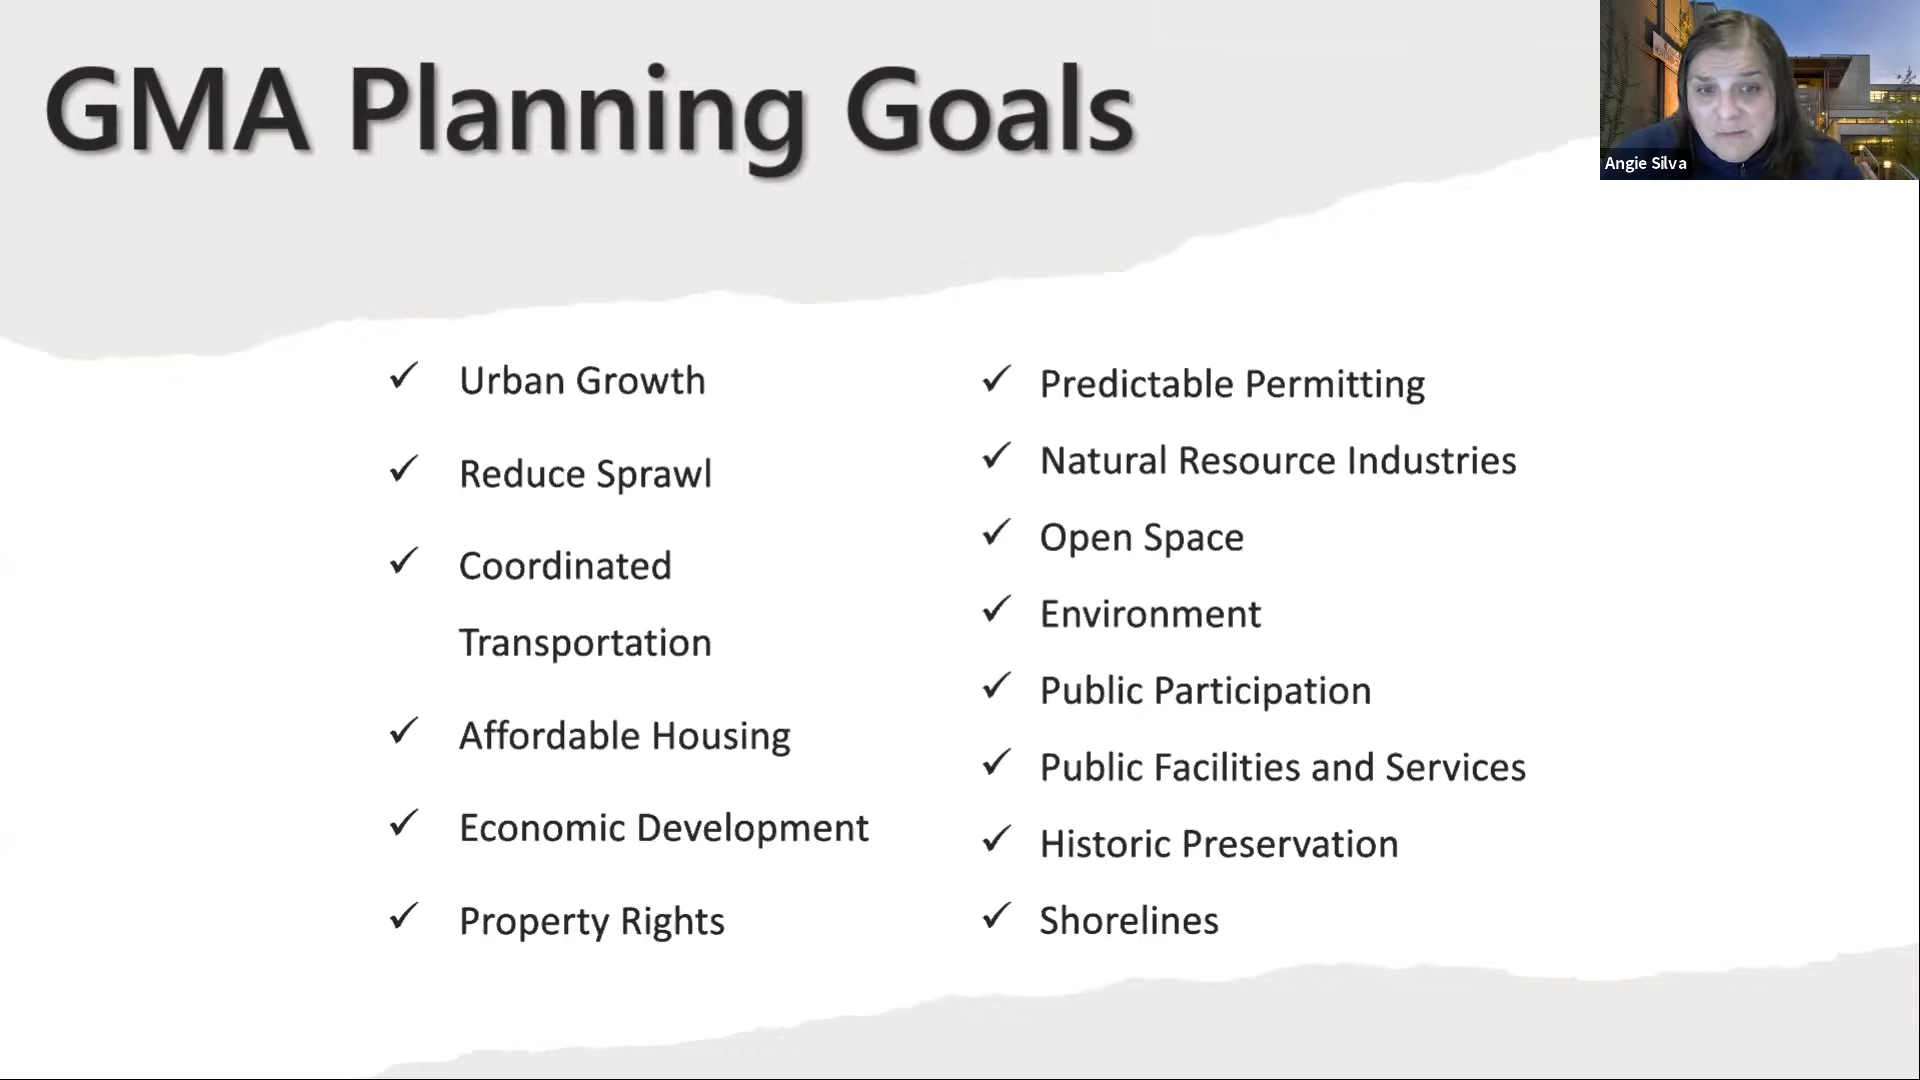 GMA Planning Goals
Angie Silva
Urban Growth
Reduce Sprawl
Coordinated
Transportation
Affordable Housing
Economic Development
Property Rights
Predictable Permitting
Natural Resource Industries
Open Space
Environment
Public Participation
Public Facilities and Services
Historic Preservation
Shorelines